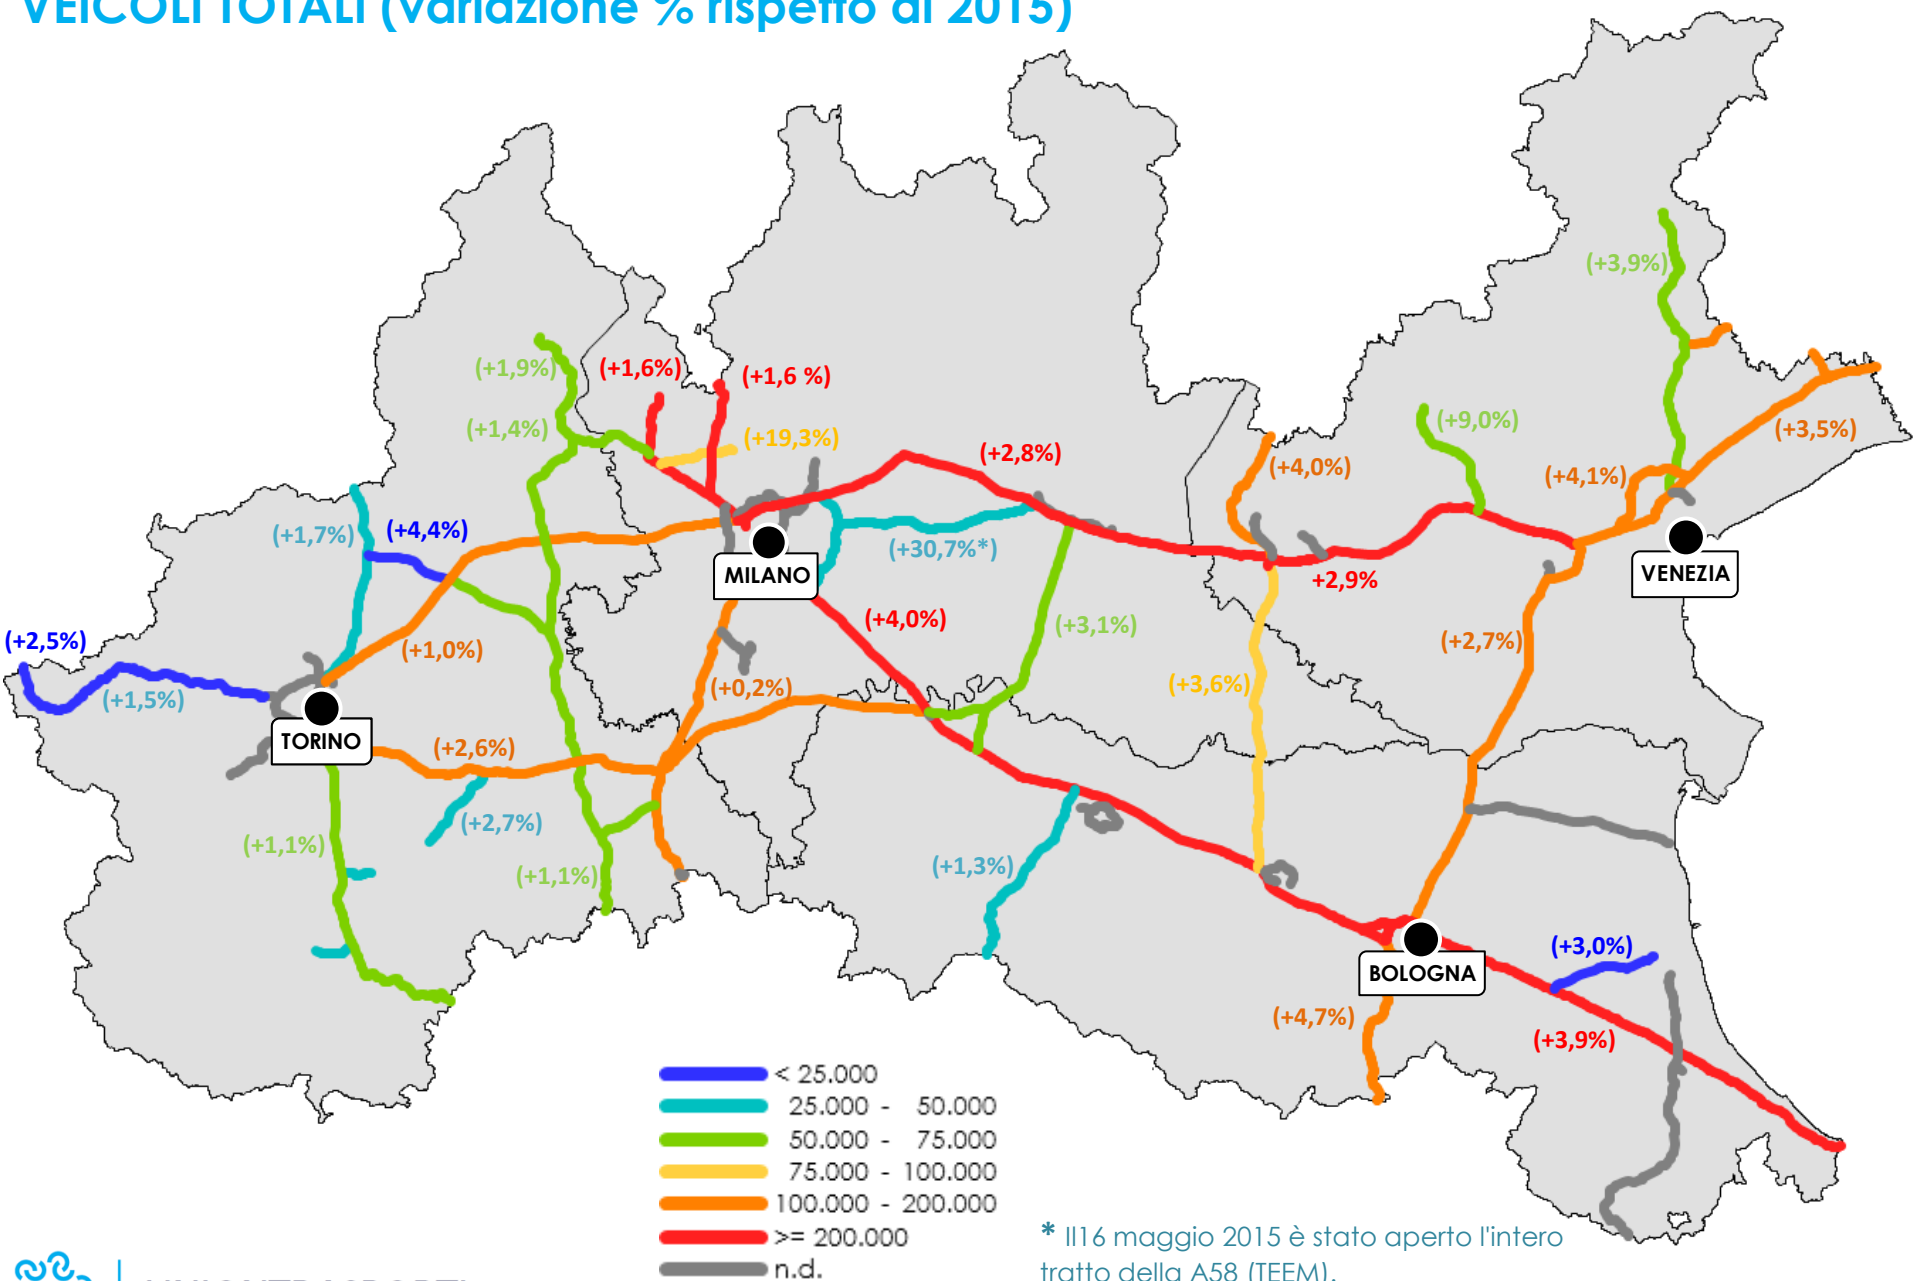 VEICOLI TOTALI (variazione % rispetto al 2015)
(+3,9%)
(+1,9%)
(+1,6%)
(+1,6 %)
(+1,4%)
(+19,3%)
(+2,8%)
(+9,0%)
(+3,5%)
(+4,0%)
(+4,1%)
(+1,7%)
(+4,4%)
(+30,7%*)
MILANO
+2,9%
VENEZIA
(+4,0%)
(+3,1%)
(+2,5%)
(+1,0%)
(+2,7%)
(+1,5%)
(+0,2%)
(+3,6%)
TORINO
(+2,6%)
(+2,7%)
(+1,1%)
(+1,1%)
(+1,3%)
(+3,0%)
BOLOGNA
(+4,7%)
(+3,9%)
< 25.000
25.000 - 50.000
50.000 - 75.000
75.000 - 100.000
100.000 - 200.000
>= 200.000
n.d.
* Il16 maggio 2015 è stato aperto l'intero
tratto della A58 (TEEM).
UNIONTRASPORTI